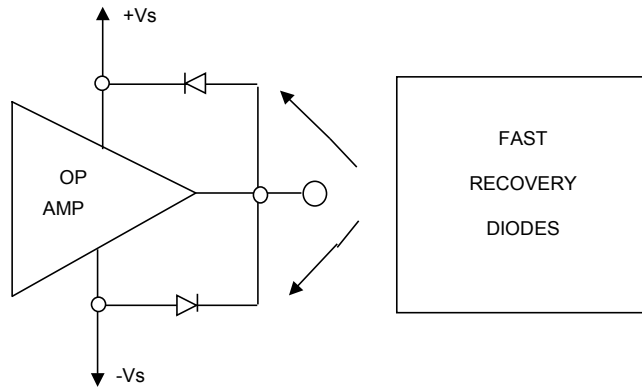 +Vs
OP
AMP
FAST
RECOVERY
DIODES
-Vs